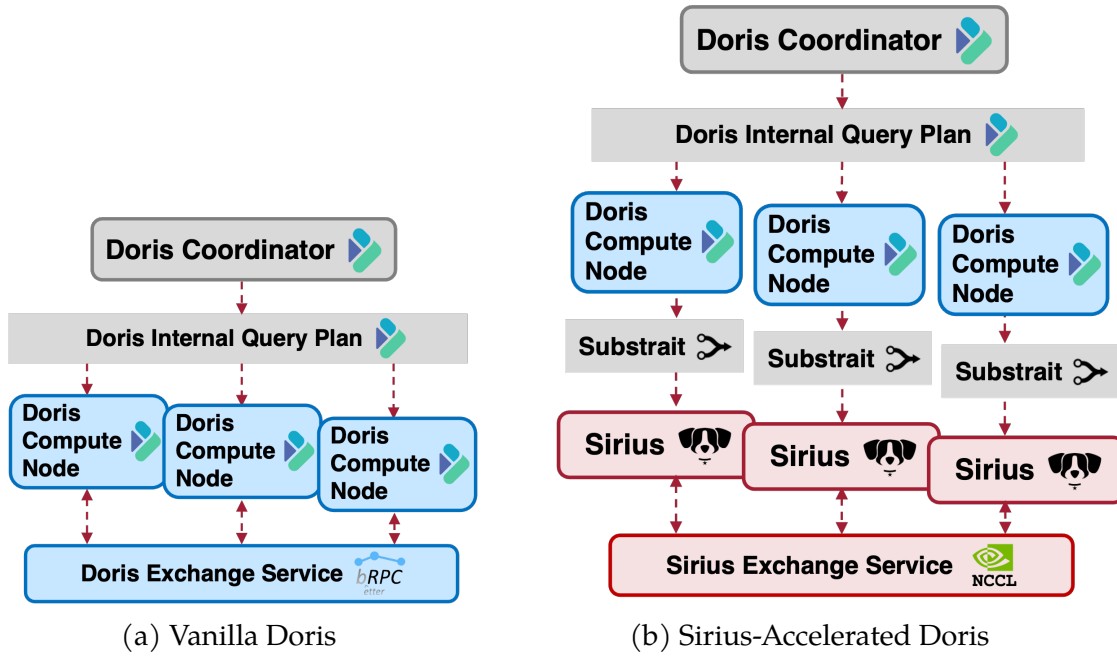 Doris Coordinator
Doris Internal Query Plan
Doris
Compute
Node
Doris
Compute
Node
Doris
Compute
Node
Doris Exchange Service
bRPC
etter
(a) Vanilla Doris
Doris Coordinator
Doris Internal Query Plan
Doris
Compute
Node
Doris
Compute
Node
Doris
Compute
Node
Substrait
Substrait
Substrait
Sirius
Sirius
Sirius
Sirius Exchange Service
NCCL
(b) Sirius-Accelerated Doris